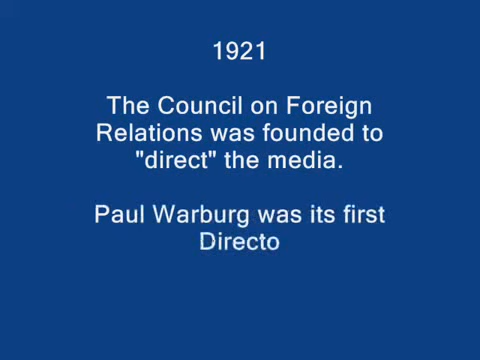 1921
The Council on Foreign
Relations was founded to
"direct" the media.
Paul Warburg was its first
Directo